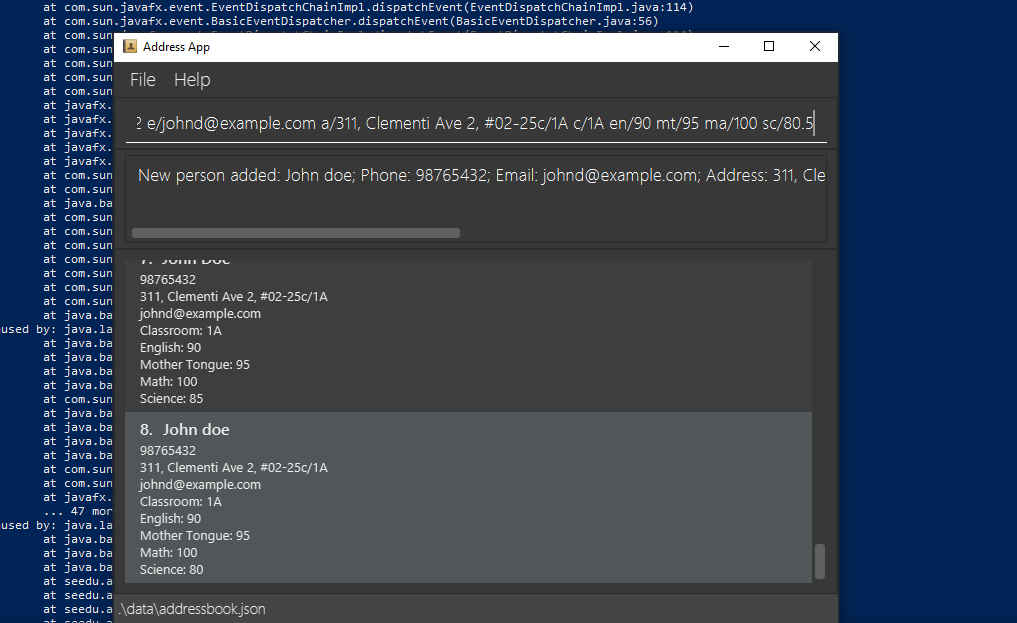 at com.sun.javafx.event.EventDispatchChainImpl.dispatchEvent(EventDispatchChainImpl.java:114)
at com.sun.javafx.event.BasicEventDispatcher.dispatchEvent(BasicEventDispatcher.java:56)
at com.sun.
at com.sun
at com.sun
at com.sun
at com.sun
at javafx.
at javafx.
at javafx.
at javafx.
at javafx.
at com.sun
at com.sun
at java.ba
at com.sun
at com.sun
at com.sun
at com.sun
at com.sun
at com.sun
at com.sun
at java.ba
used by: java.la
at java.ba
at java.ba
at java.ba
at java.ba
at com.sun
at java.ba
at java.ba
at java.ba
at java.ba
at com.sun
at com.sun
at javafx.
... 47 mor
used by: java.la
at java.ba
at java.ba
at java.ba
at seedu.a
at seedu.a
at seedu.a
at seedu.a
Address App
File Help
2 e/johnd@example.com a/311, Clementi Ave 2, #02-25c/1A c/1A en/90 mt/95 ma/100 sc/80.5
New person added: John doe; Phone: 98765432; Email: johnd@example.com; Address: 311, Cle
7. John Doe
98765432
311, Clementi Ave 2, #02-25c/1A
johnd@example.com
Classroom: 1A
English: 90
Mother Tongue: 95
Math: 100
Science: 85
8. John doe
98765432
311, Clementi Ave 2, #02-25c/1A
johnd@example.com
Classroom: 1A
English: 90
Mother Tongue: 95
Math: 100
Science: 80
.\data\addressbook.json